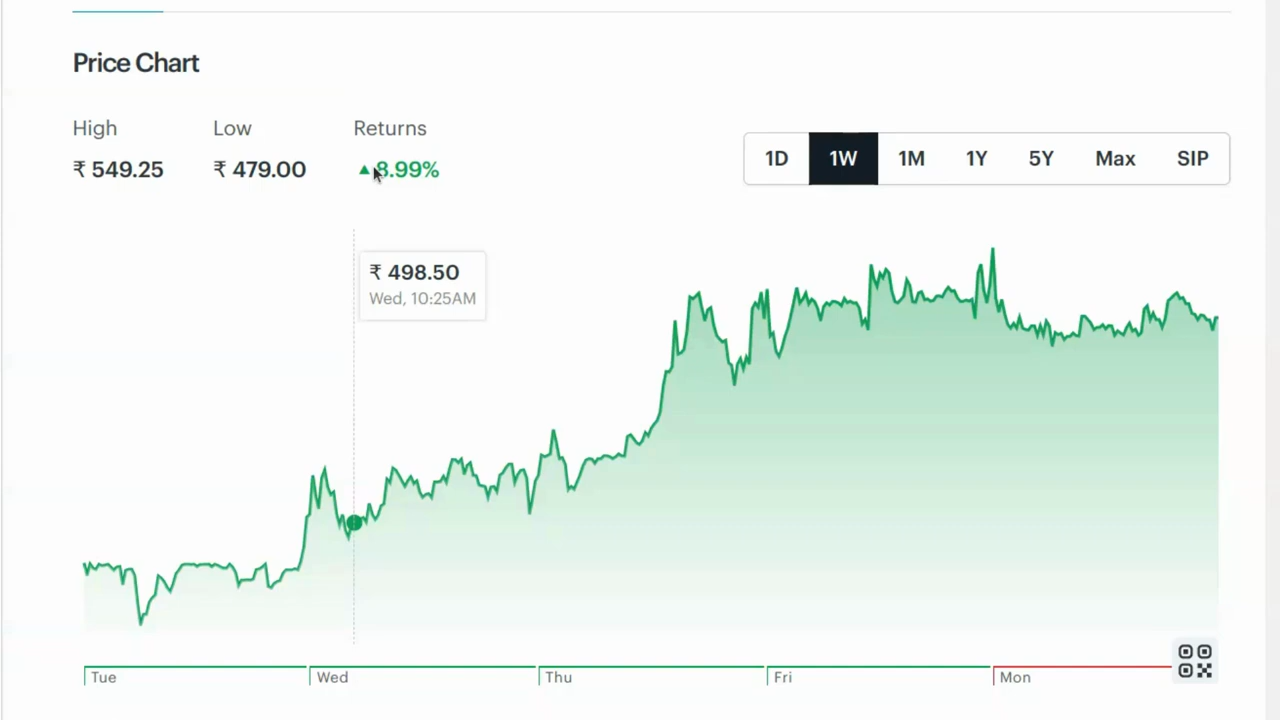 Price Chart
High Low Returns
₹ 549.25 ₹ 479.00 ▲8.99%
1D 1W 1M 1Y 5Y Max SIP
₹ 498.50
Wed, 10:25AM
Tue Wed Thu Fri Mon